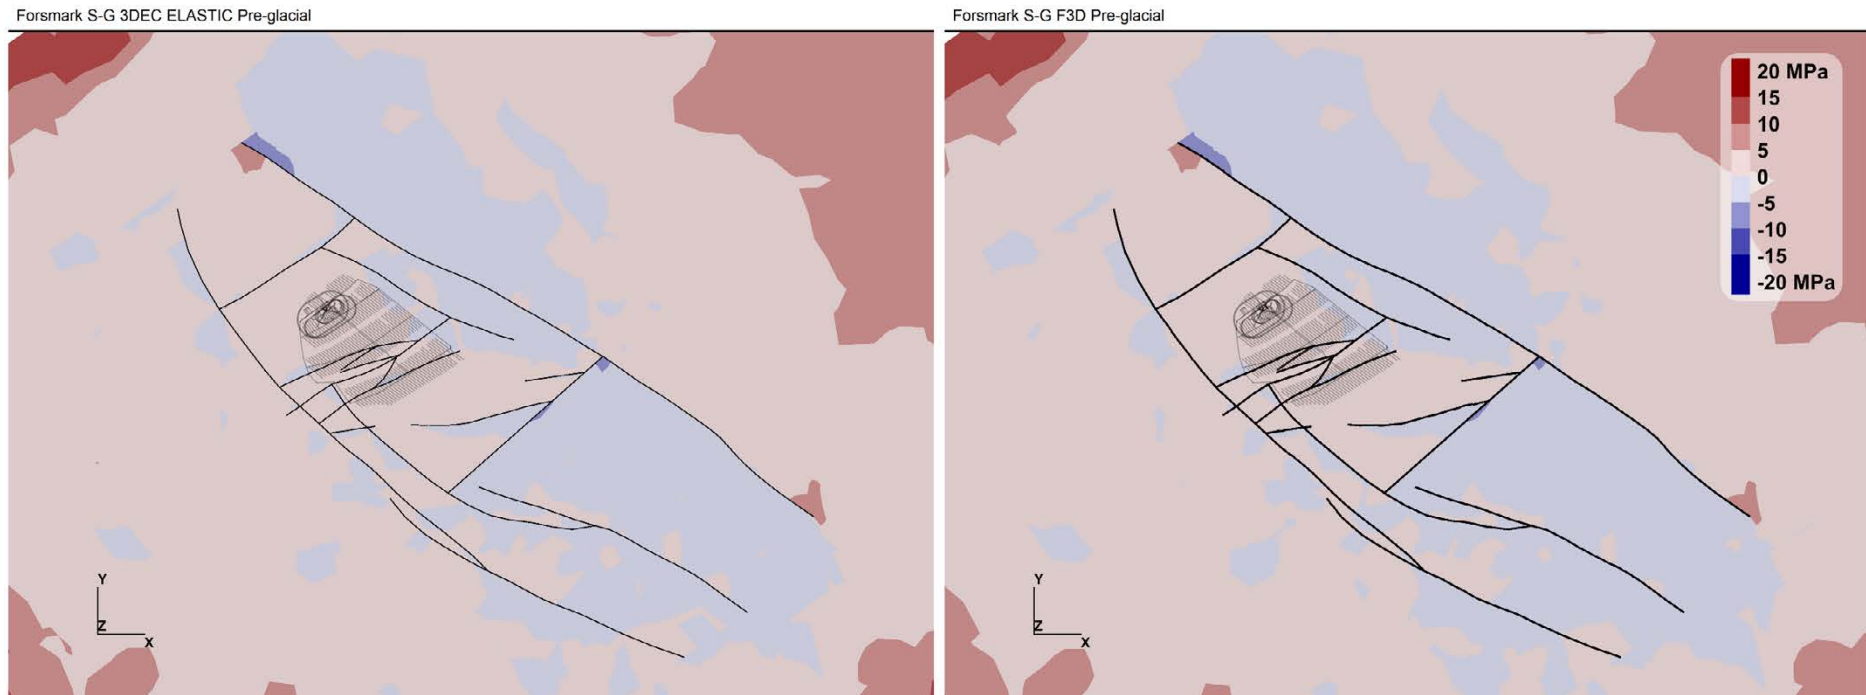 Forsmark S-G 3DEC ELASTIC Pre-glacial
Forsmark S-G F3D Pre-glacial
20 MPa
15
10
5
0
-5
-10
-15
-20 MPa
Y
Z
X
Y
Z
X